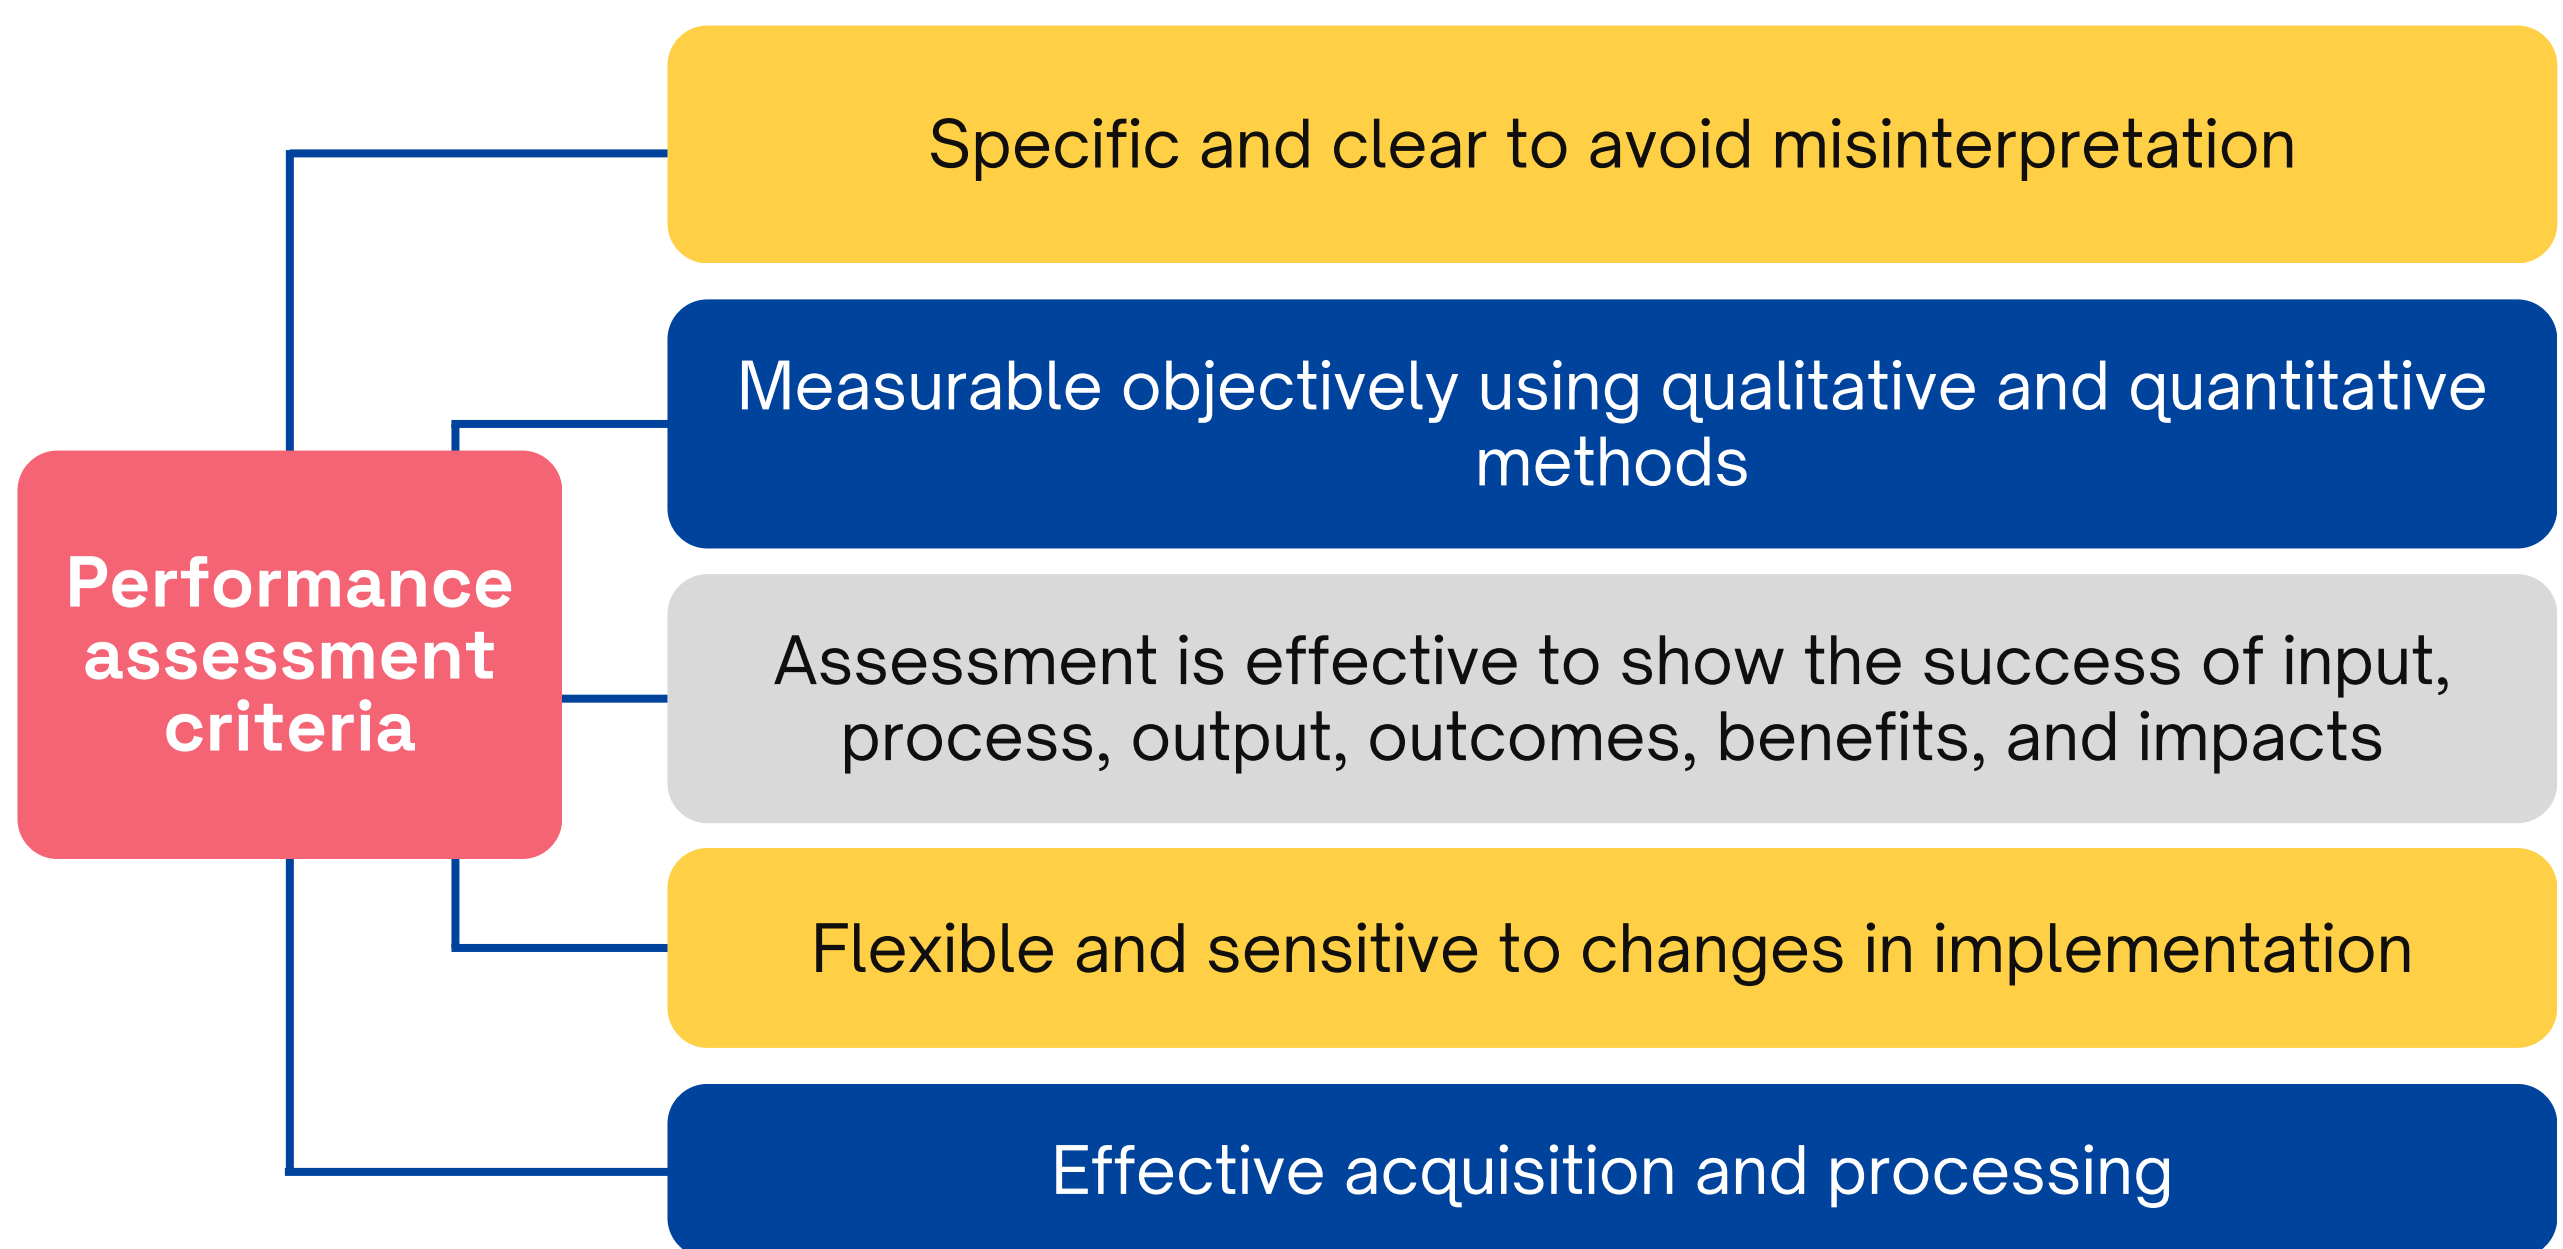 Specific and clear to avoid misinterpretation
Measurable objectively using qualitative and quantitative
methods
Performance
assessment
criteria
Assessment is effective to show the success of input,
process, output, outcomes, benefits, and impacts
Flexible and sensitive to changes in implementation
Effective acquisition and processing